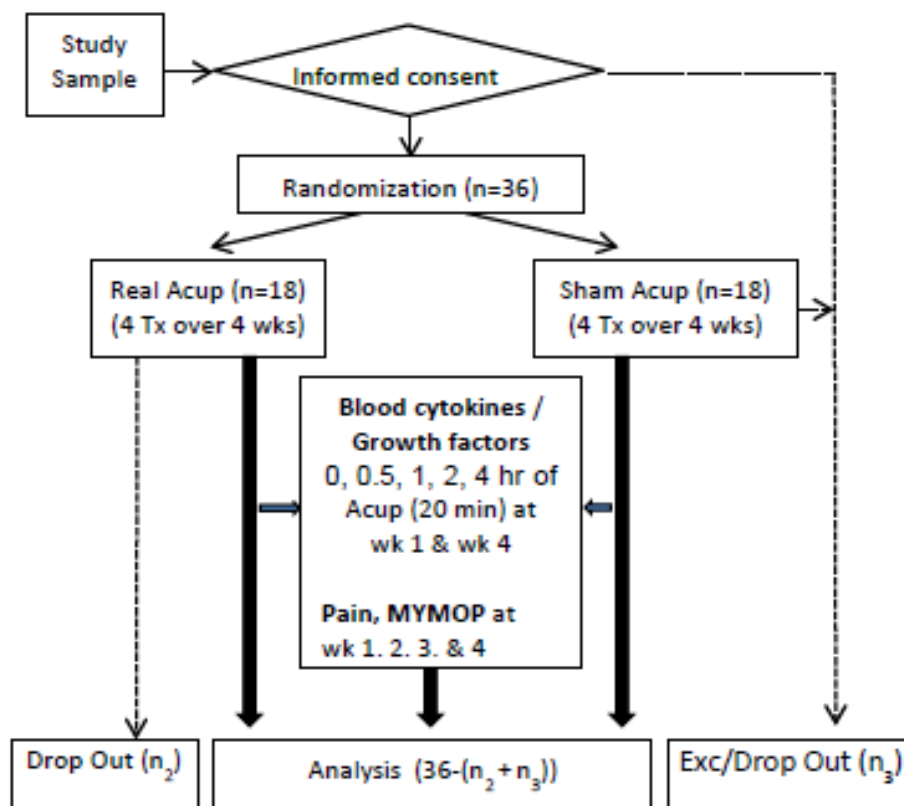 Study
Sample
Informed consent
Randomization (n=36)
Real Acup (n=18)
(4 Tx over 4 wks)
Sham Acup (n=18)
(4 Tx over 4 wks)
Blood cytokines /
Growth factors
0, 0.5, 1, 2, 4 hr of
Acup (20 min) at
wk 1 & wk 4
Pain, MYMOP at
wk 1. 2. 3. & 4
Drop Out (n₂)
Analysis (36-(n₂+n₃))
Exc/Drop Out (n₃)